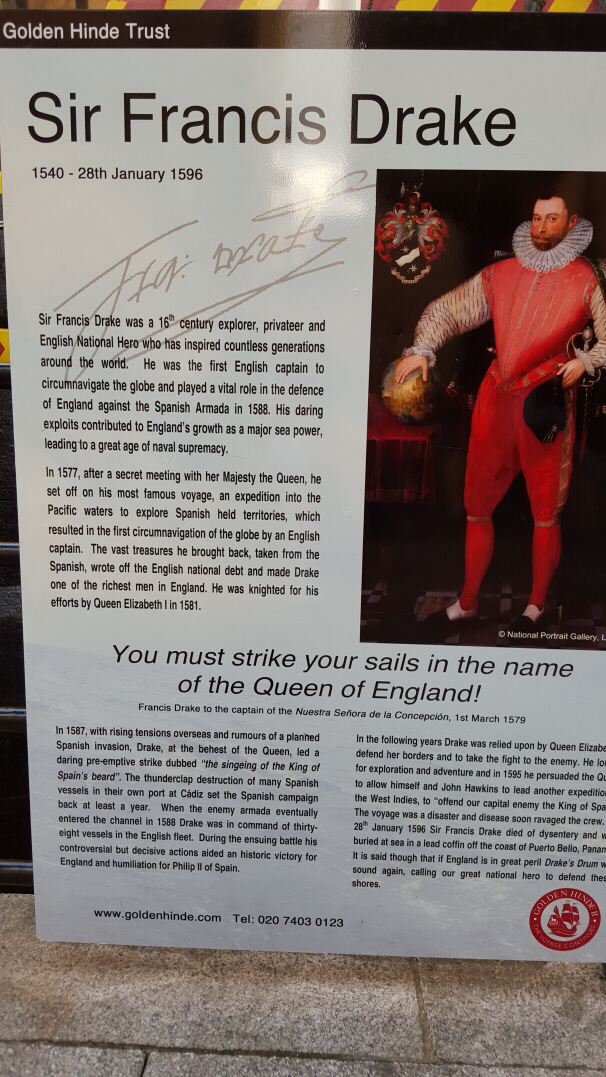 Golden Hinde Trust
Sir Francis Drake
1540 - 28th January 1596
Fra: Drake
Sir Francis Drake was a 16th century explorer, privateer and
English National Hero who has inspired countless generations
around the world. He was the first English captain to
circumnavigate the globe and played a vital role in the defence
of England against the Spanish Armada in 1588. His daring
exploits contributed to England's growth as a major sea power,
leading to a great age of naval supremacy.
In 1577, after a secret meeting with her Majesty the Queen, he
set off on his most famous voyage, an expedition into the
Pacific waters to explore Spanish held territories, which
resulted in the first circumnavigation of the globe by an English
captain. The vast treasures he brought back, taken from the
Spanish, wrote off the English national debt and made Drake
one of the richest men in England. He was knighted for his
efforts by Queen Elizabeth I in 1581.
© National Portrait Gallery, L
You must strike your sails in the name
of the Queen of England!
Francis Drake to the captain of the Nuestra Señora de la Concepción, 1st March 1579
In 1587, with rising tensions overseas and rumours of a planned
Spanish invasion, Drake, at the behest of the Queen, led a
daring pre-emptive strike dubbed "the singeing of the King of
Spain's beard". The thunderclap destruction of many Spanish
vessels in their own port at Cádiz set the Spanish campaign
back at least a year. When the enemy armada eventually
entered the channel in 1588 Drake was in command of thirty-
eight vessels in the English fleet. During the ensuing battle his
controversial but decisive actions aided an historic victory for
England and humiliation for Philip II of Spain.
In the following years Drake was relied upon by Queen Elizabe
defend her borders and to take the fight to the enemy. He lo
for exploration and adventure and in 1595 he persuaded the Qu
to allow himself and John Hawkins to lead another expeditio
the West Indies, to "offend our capital enemy the King of Spa
The voyage was a disaster and disease soon ravaged the crew.
28th January 1596 Sir Francis Drake died of dysentery and w
buried at sea in a lead coffin off the coast of Puerto Bello, Panam
It is said though that if England is in great peril Drake's Drum w
sound again, calling our great national hero to defend thes
shores.
www.goldenhinde.com Tel: 020 7403 0123
GOLDEN HINDE II
THE VOYAGE CONTINUES